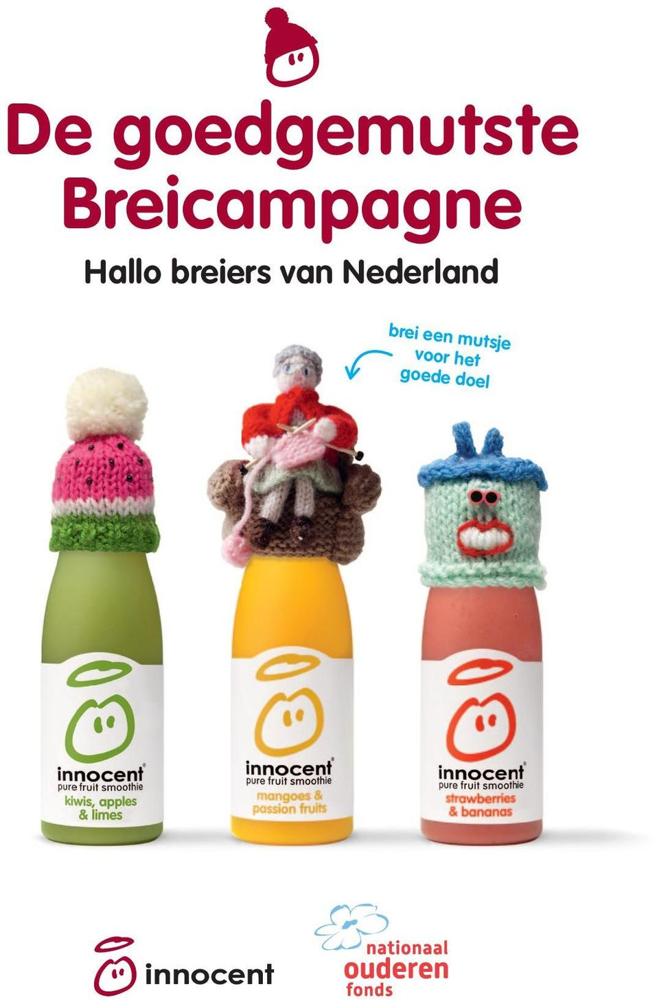 De goedgemutste
Breicampagne
Hallo breiers van Nederland
brei een mutsje
voor het
goede doel
innocent®
pure fruit smoothie
kiwis, apples
& limes
innocent®
pure fruit smoothie
mangoes &
passion fruits
innocent®
pure fruit smoothie
strawberries
& bananas
innocent
nationaal
ouderen
fonds